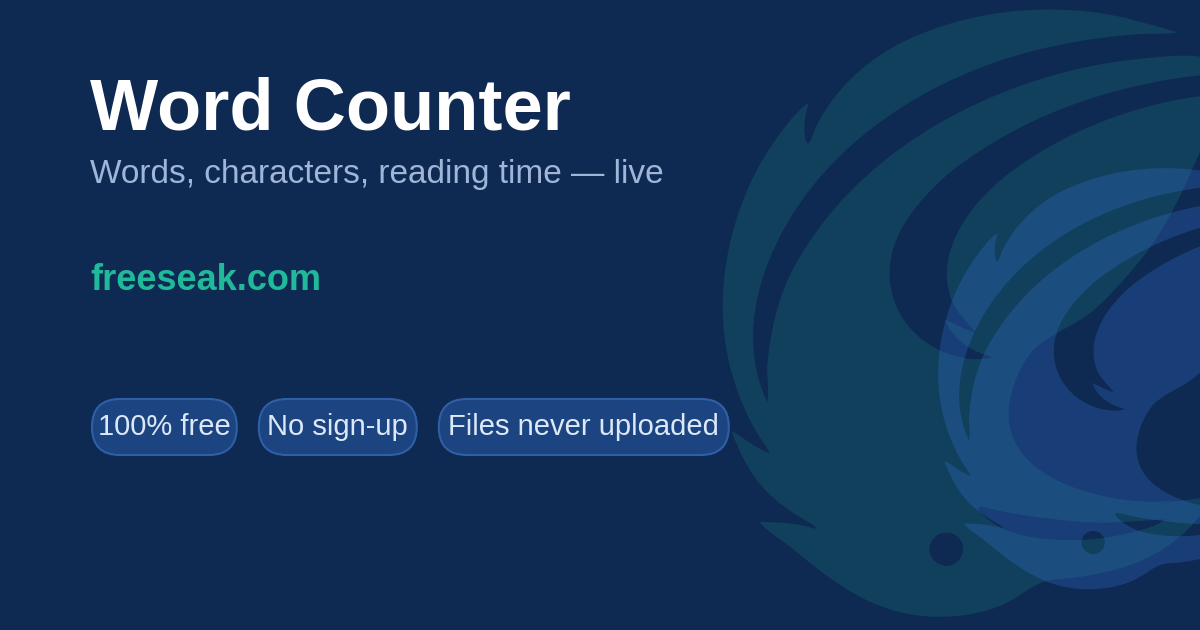 Word Counter
Words, characters, reading time — live
freeseak.com
100% free
No sign-up
Files never uploaded